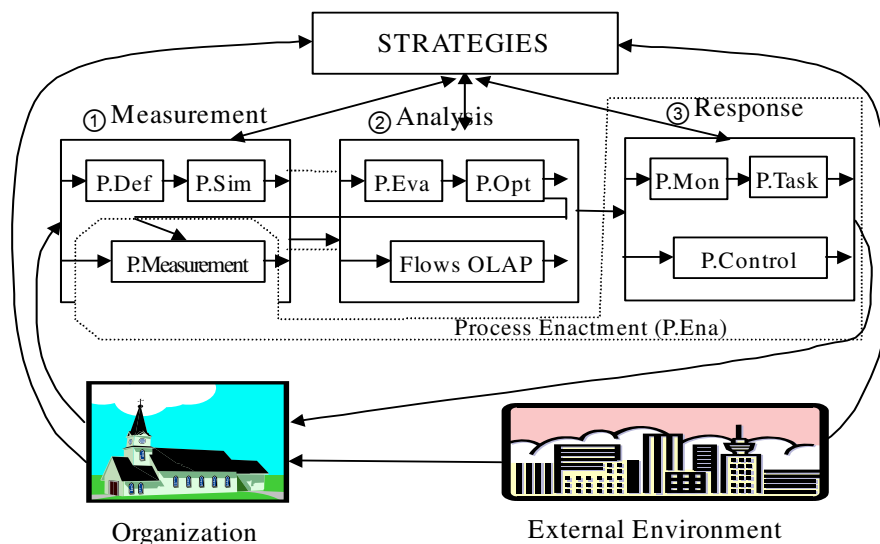 STRATEGIES
① Measurement
② Analysis
③ Response
P.Def
P.Sim
P.Eva
P.Opt
P.Mon
P.Task
P.Measurement
Flows OLAP
P.Control
Process Enactment (P.Ena)
Organization
External Environment